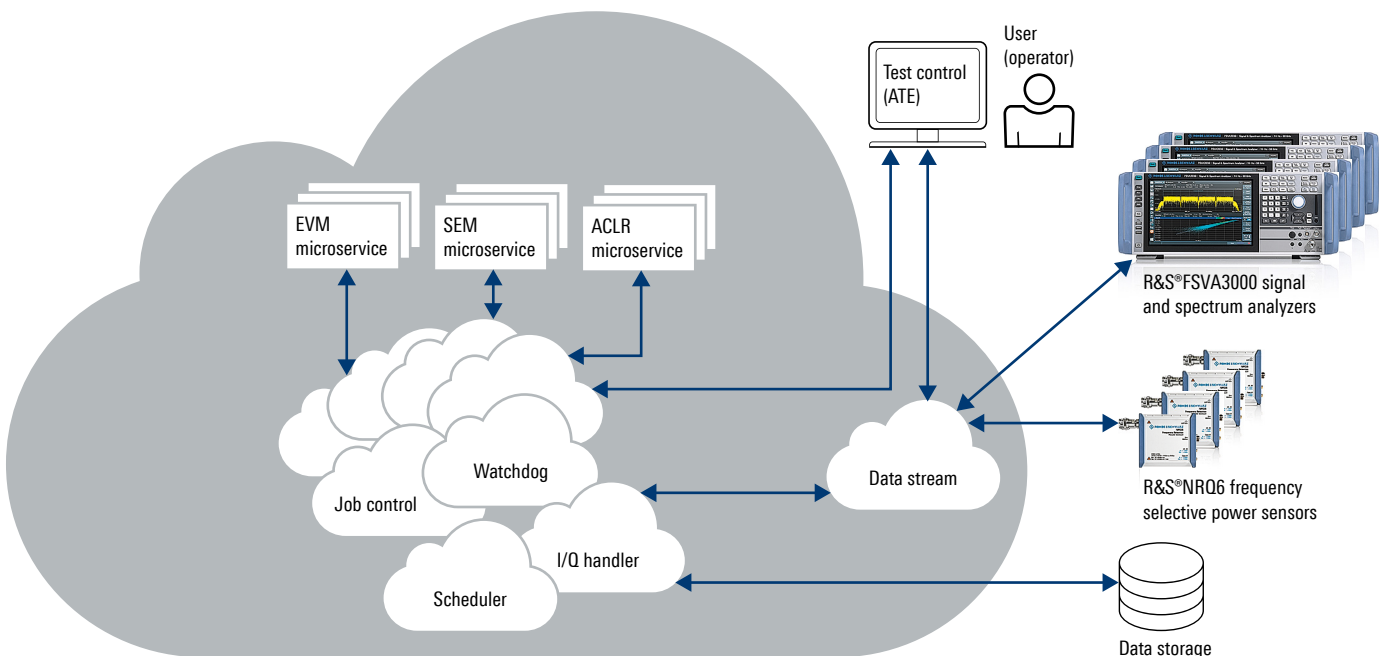 User
(operator)
Test control
(ATE)
EVM
microservice
SEM
microservice
ACLR
microservice
R&S®FSVA3000 signal
and spectrum analyzers
Watchdog
Data stream
Job control
R&S®NRQ6 frequency
selective power sensors
I/Q handler
Scheduler
Data storage